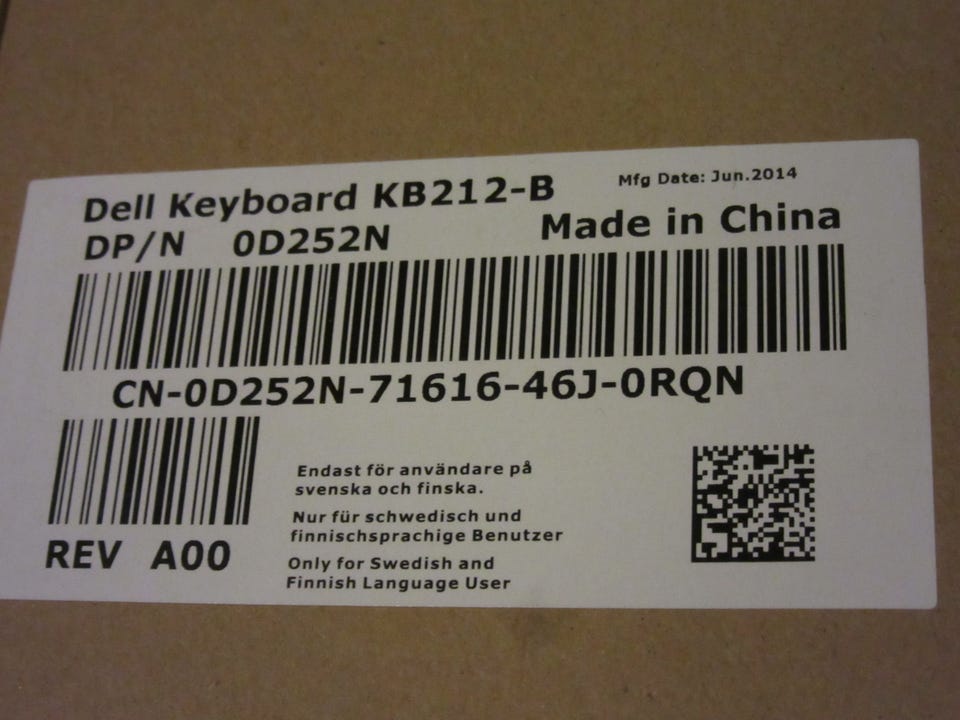 Dell Keyboard KB212-B
Mfg Date: Jun.2014
DP/N 0D252N
Made in China
CN-0D252N-71616-46J-0RQN
REV A00
Endast för användare på
svenska och finska.
Nur für schwedisch und
finnischsprachige Benutzer
Only for Swedish and
Finnish Language User